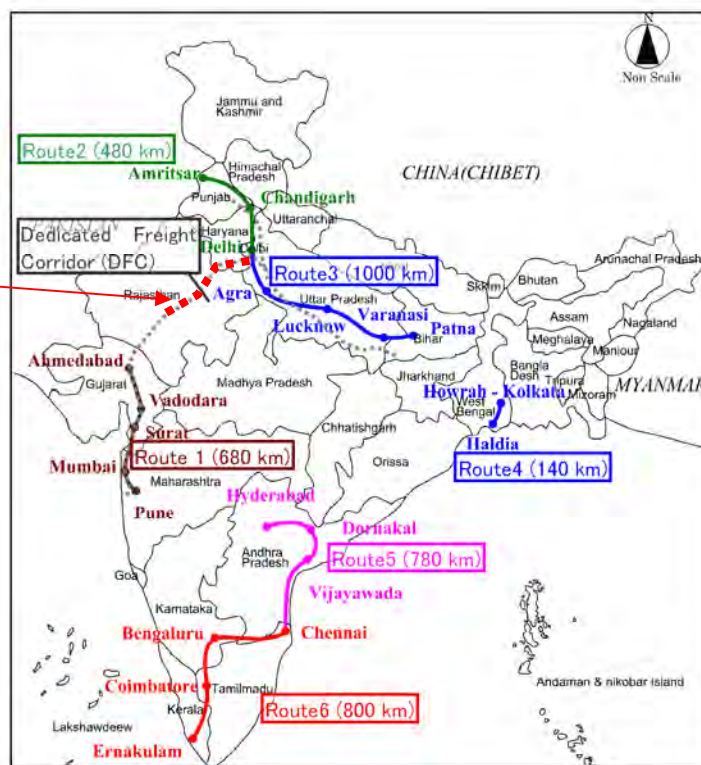 N
Non Scale
Jammu and
Kashmir
Route2 (480 km)
Himachal
Pradesh
CHINA(CHIBET)
Amritsar
Punjab
Chandigarh
Uttaranchal
Haryana
Dedicated Freight
Corridor (DFC)
Delhi
Route3 (1000 km)
Arunachal Pradesh
Rajasthan
Agra
Uttar Pradesh
Sikkim
Bhutan
Assam
Nagaland
Lucknow
Varanasi
Patna
Bihar
Meghalaya
Maniour
Ahmedabad
Gujarat
Madhya Pradesh
Jharkhand
Bangla
Desh
Tripura
Mizoram
MYANMAR
Howrah - Kolkata
West
Bengal
Vadodara
Surat
Chhatishgarh
Haldia
Mumbai
Route 1 (680 km)
Orissa
Route4 (140 km)
Maharashtra
Pune
Hyderabad
Dornakal
Andhra
Pradesh
Route5 (780 km)
Goa
Vijayawada
Karnataka
Bengaluru
Chennai
Coimbatore
Tamilmadu
Andaman & nikobar island
Kerala
Route6 (800 km)
Lakshawdeew
Ernakulam